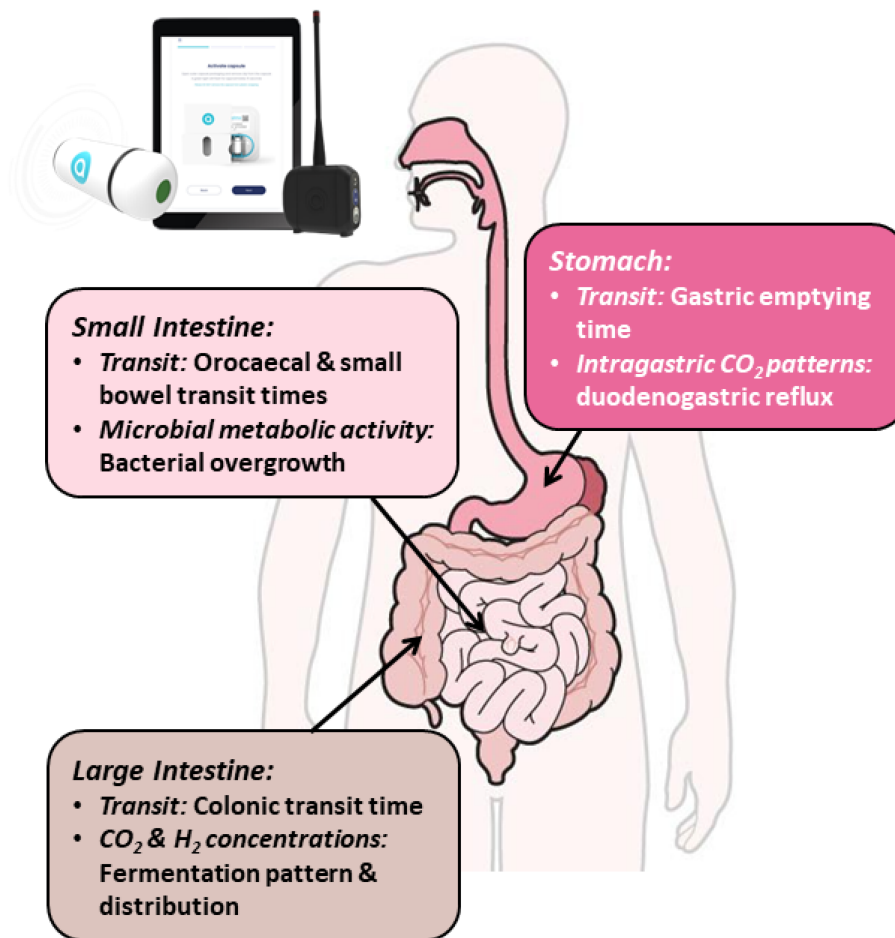 Activate capsule
Stomach:
• Transit: Gastric emptying
time
• Intragastric CO₂ patterns:
duodenogastric reflux
Small Intestine:
• Transit: Orocaecal & small
bowel transit times
• Microbial metabolic activity:
Bacterial overgrowth
Large Intestine:
• Transit: Colonic transit time
• CO₂ & H₂ concentrations:
Fermentation pattern &
distribution